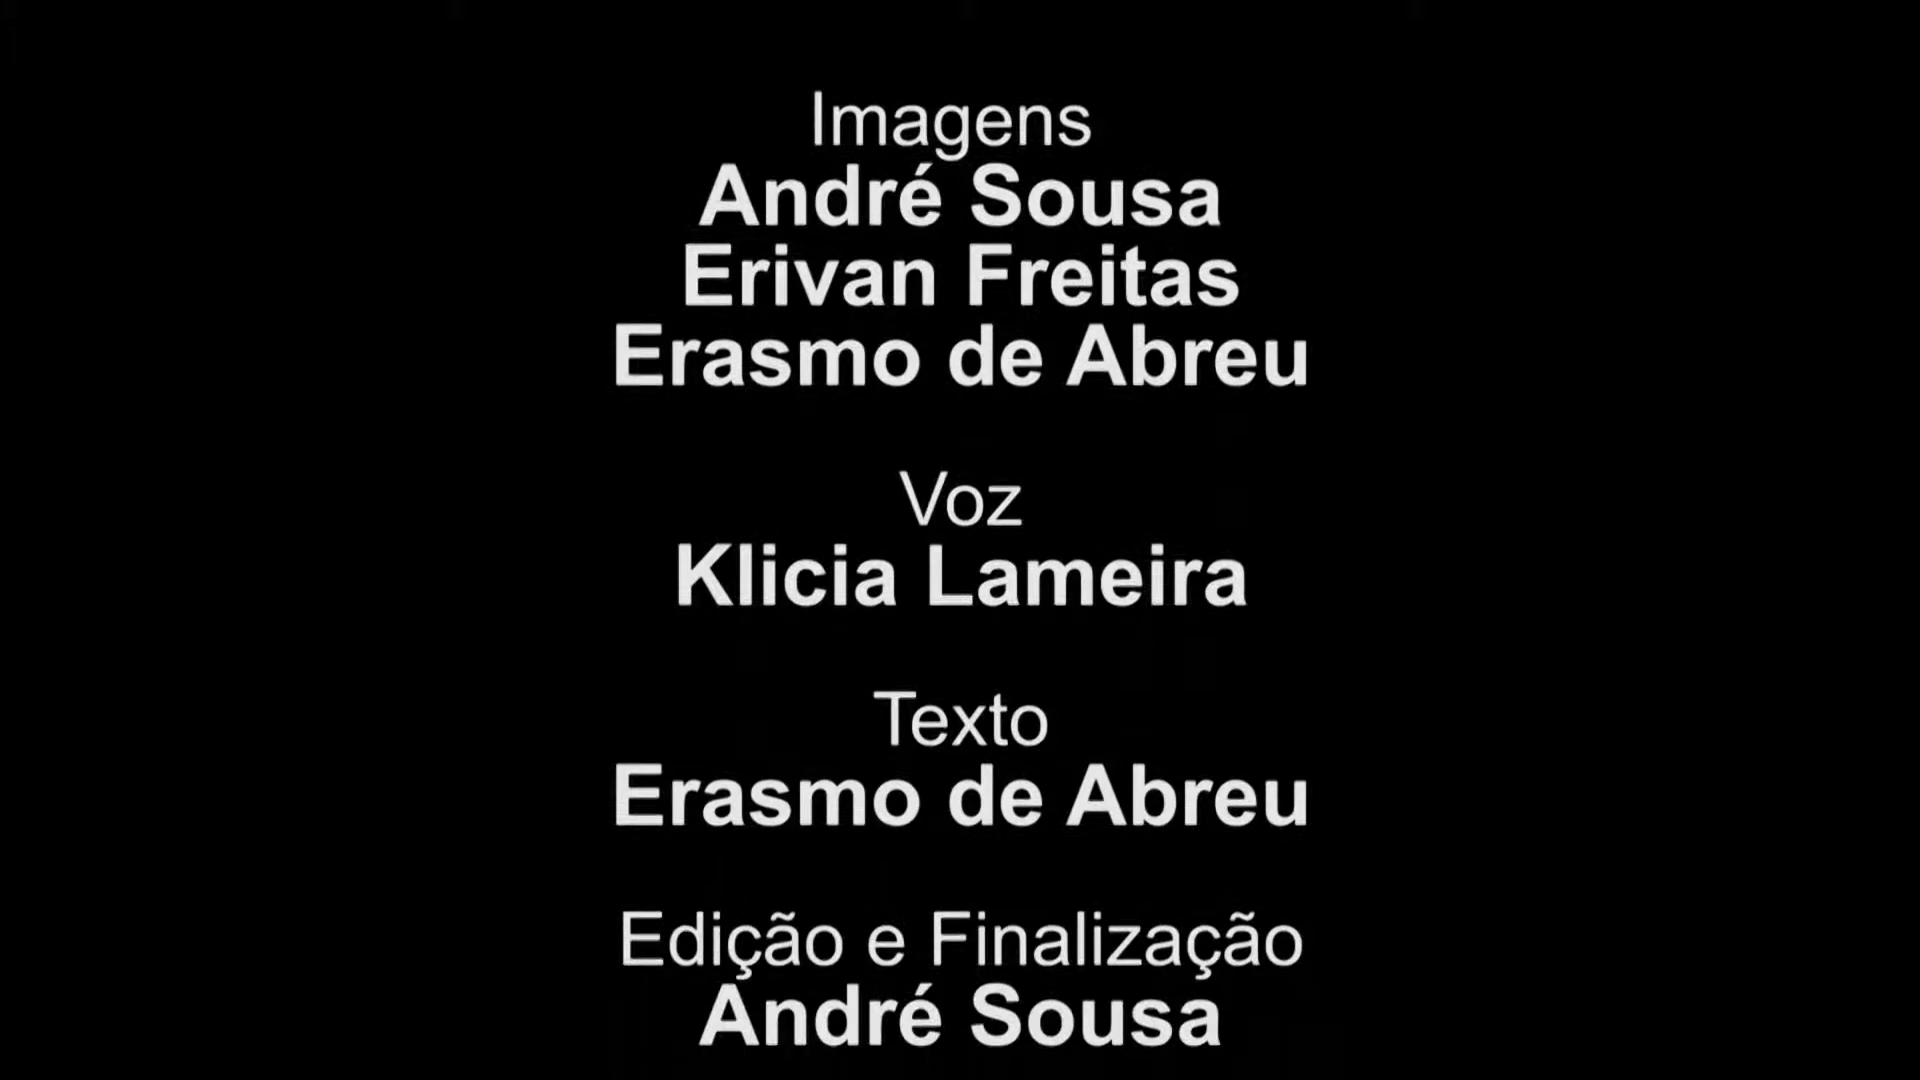 Imagens
André Sousa
Erivan Freitas
Erasmo de Abreu
Voz
Klicia Lameira
Texto
Erasmo de Abreu
Edição e Finalização
André Sousa